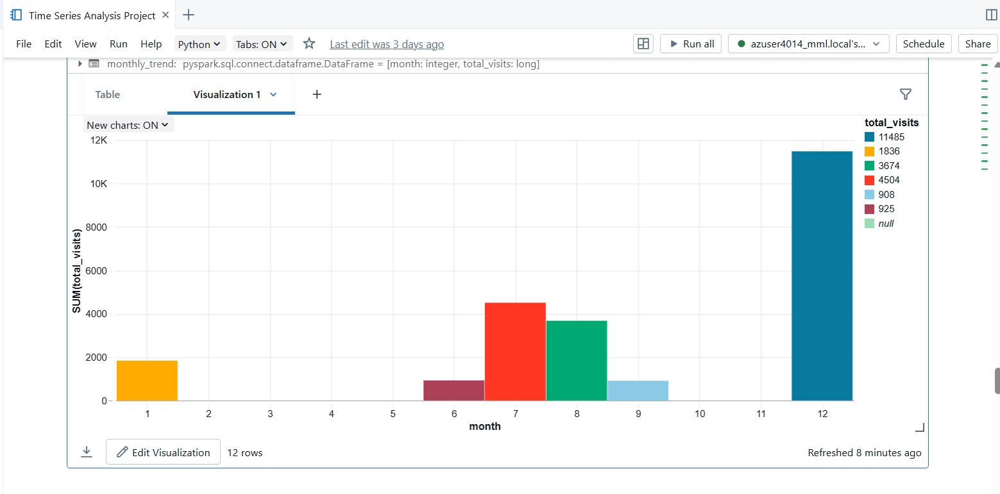 Time Series Analysis Project
File Edit View Run Help Python Tabs: ON Last edit was 3 days ago Run all azuser4014_mml.local's... Schedule Share
monthly_trend: pyspark.sql.connect.dataframe.DataFrame = [month: integer, total_visits: long]
Table Visualization 1
New charts: ON
total_visits
11485
1836
3674
4504
908
925
null
SUM(total_visits)
12K
10K
8000
6000
4000
2000
0
1 2 3 4 5 6 7 8 9 10 11 12
month
Edit Visualization 12 rows Refreshed 8 minutes ago